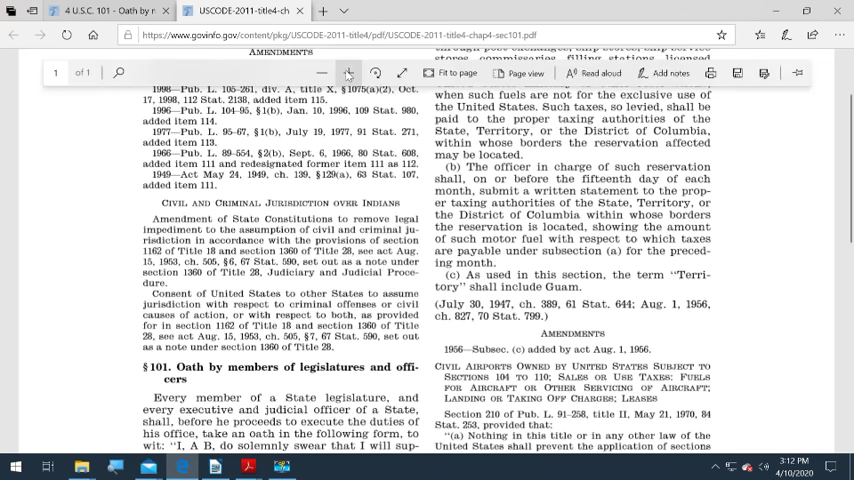 4 U.S.C. 101 - Oath by n
USCODE-2011-title4-ch
https://www.govinfo.gov/content/pkg/USCODE-2011-title4/pdf/USCODE-2011-title4-chap4-sec101.pdf
1 of 1
Fit to page
Page view
Read aloud
Add notes
AMENDMENTS
1998—Pub. L. 105–261, div. A, title X, §1075(a)(2), Oct.
17, 1998, 112 Stat. 2138, added item 115.
1996—Pub. L. 104–95, §1(b), Jan. 10, 1996, 109 Stat. 980,
added item 114.
1977—Pub. L. 95–67, §1(b), July 19, 1977, 91 Stat. 271,
added item 113.
1966—Pub. L. 89–554, §2(b), Sept. 6, 1966, 80 Stat. 608,
added item 111 and redesignated former item 111 as 112.
1949—Act May 24, 1949, ch. 139, §129(a), 63 Stat. 107,
added item 111.
CIVIL AND CRIMINAL JURISDICTION OVER INDIANS
Amendment of State Constitutions to remove legal
impediment to the assumption of civil and criminal ju-
risdiction in accordance with the provisions of section
1162 of Title 18 and section 1360 of Title 28, see act Aug.
15, 1953, ch. 505, §6, 67 Stat. 590, set out as a note under
section 1360 of Title 28, Judiciary and Judicial Proce-
dure.
Consent of United States to other States to assume
jurisdiction with respect to criminal offenses or civil
causes of action, or with respect to both, as provided
for in section 1162 of Title 18 and section 1360 of Title
28, see act Aug. 15, 1953, ch. 505, §7, 67 Stat. 590, set out
as a note under section 1360 of Title 28.
§101. Oath by members of legislatures and offi-
cers
Every member of a State legislature, and
every executive and judicial officer of a State,
shall, before he proceeds to execute the duties of
his office, take an oath in the following form, to
wit: “I, A B, do solemnly swear that I will sup-
through post exchanges, ship stores, ship service
stores, commissaries, filling stations, licensed
when such fuels are not for the exclusive use of
the United States. Such taxes, so levied, shall be
paid to the proper taxing authorities of the
State, Territory, or the District of Columbia,
within whose borders the reservation affected
may be located.
(b) The officer in charge of such reservation
shall, on or before the fifteenth day of each
month, submit a written statement to the prop-
er taxing authorities of the State, Territory, or
the District of Columbia within whose borders
the reservation is located, showing the amount
of such motor fuel with respect to which taxes
are payable under subsection (a) for the preced-
ing month.
(c) As used in this section, the term “Terri-
tory” shall include Guam.
(July 30, 1947, ch. 389, 61 Stat. 644; Aug. 1, 1956,
ch. 827, 70 Stat. 799.)
AMENDMENTS
1956—Subsec. (c) added by act Aug. 1, 1956.
CIVIL AIRPORTS OWNED BY UNITED STATES SUBJECT TO
SECTIONS 104 TO 110; SALES OR USE TAXES; FUELS
FOR AIRCRAFT OR OTHER SERVICING OF AIRCRAFT;
LANDING OR TAKING OFF CHARGES; LEASES
Section 210 of Pub. L. 91–258, title II, May 21, 1970, 84
Stat. 253, provided that:
“(a) Nothing in this title or in any other law of the
United States shall prevent the application of sections
3:12 PM
4/10/2020